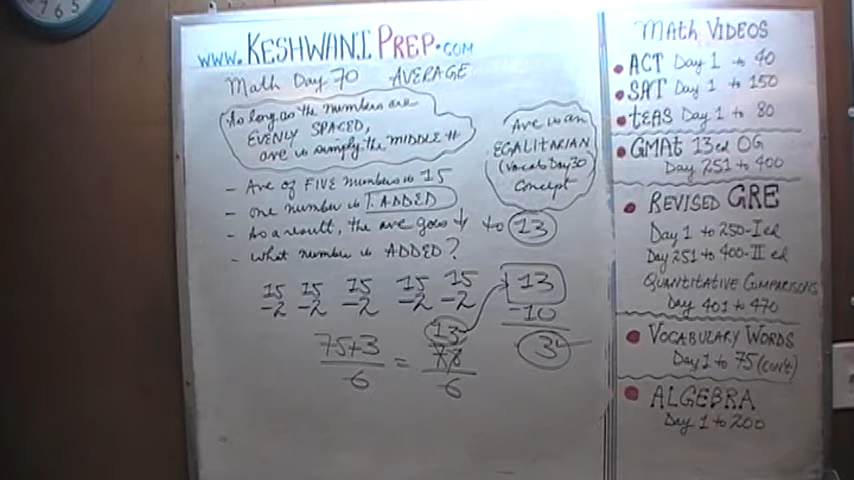 www.KESHWANIPREP.com
Math Day 70 AVERAGE
As long as the numbers are
EVENLY SPACED,
ave is simply the MIDDLE #
Ave is an
EGALITARIAN
(Vocab Day 30
Concept
- Ave of FIVE numbers is 15
- One number is ADDED
- As a result, the ave goes ↓ to 13
- What number is ADDED?
15 15 15 15 15
-2 -2 -2 -2 -2
13
-10
3
75+3 = 78
6 6
13
Math Videos
ACT Day 1 to 40
SAT Day 1 to 150
TEAS Day 1 to 80
GMAT 13 ed OG
Day 251 to 400
REVISED GRE
Day 1 to 250-I ed
Day 251 to 400-II ed
QUANTITATIVE COMPARISONS
Day 401 to 470
VOCABULARY WORDS
Day 1 to 75 (cont)
ALGEBRA
Day 1 to 200
7 6 5